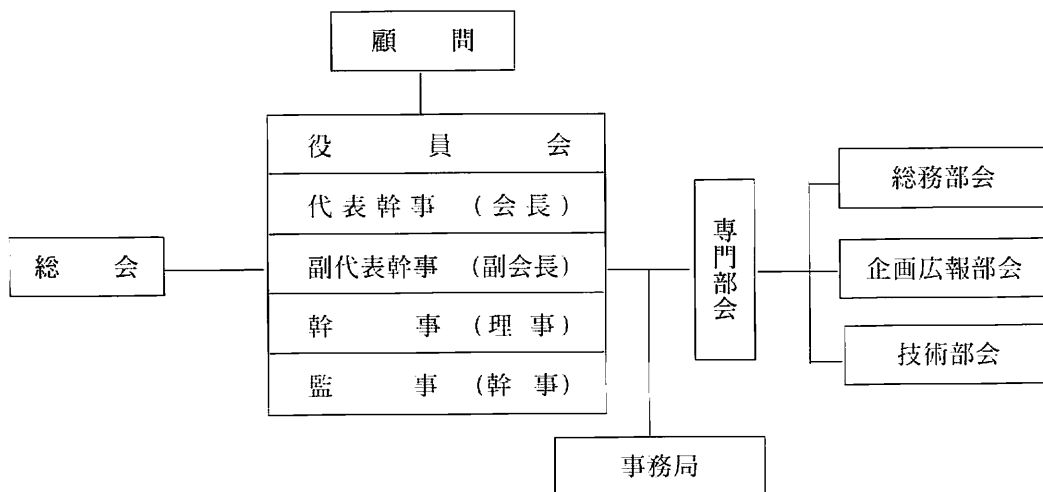 顧問
役員会
代表幹事 (会長)
総会
副代表幹事 (副会長)
幹事 (理事)
監事 (幹事)
専門部会
総務部会
企画広報部会
技術部会
事務局